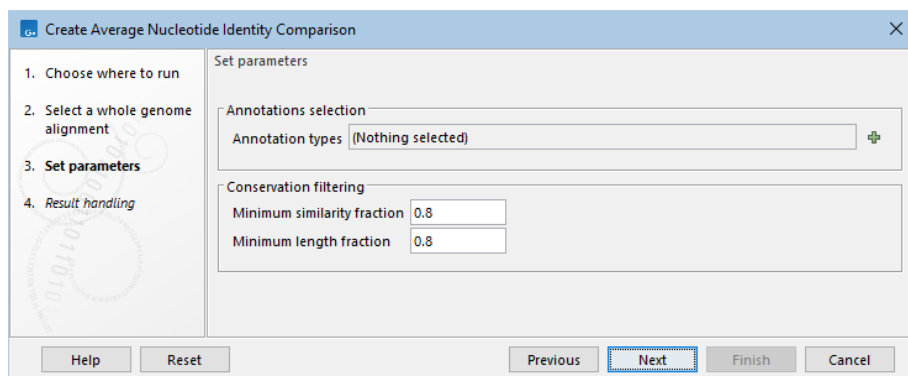 Create Average Nucleotide Identity Comparison
1. Choose where to run
2. Select a whole genome
alignment
3. Set parameters
4. Result handling
Set parameters
Annotations selection
Annotation types (Nothing selected)
Conservation filtering
Minimum similarity fraction 0.8
Minimum length fraction 0.8
Help Reset Previous Next Finish Cancel